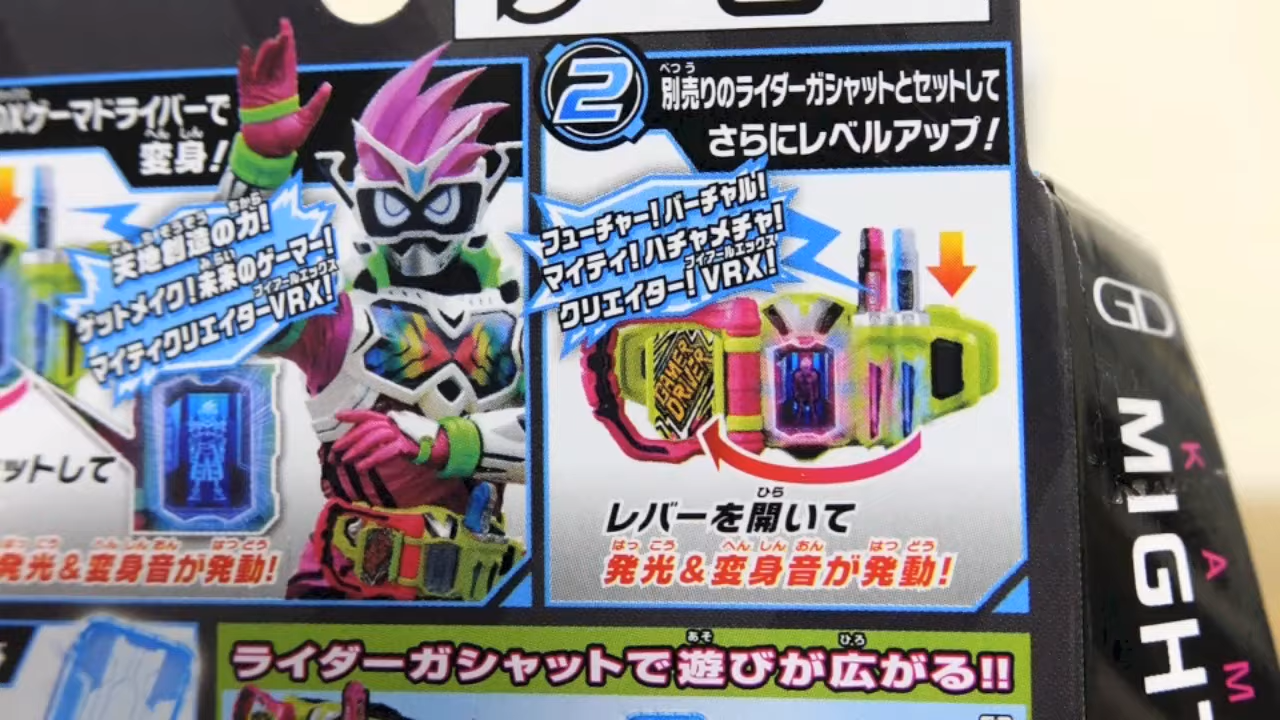 DXゲーマドライバーで
変身!
天地創造の力!
ゲットメイク!未来のゲーマー!
マイティクリエイターVRX!
ットして
発光&変身音が発動!
2
別売りのライダーガシャットとセットして
さらにレベルアップ!
フューチャー!バーチャル!
マイティ!ハチャメチャ!
クリエイター!VRX!
GAMER
DRIVER
レバーを開いて
発光&変身音が発動!
ライダーガシャットで遊びが広がる!!
MIGHT
KAM